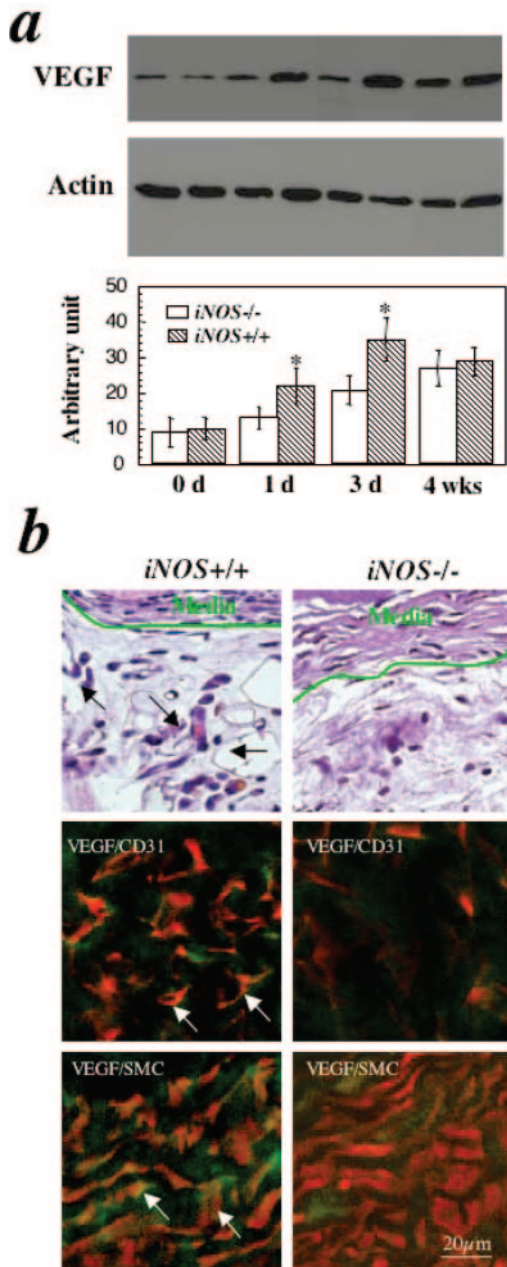 a
VEGF
Actin
50
40
30
20
10
0
Arbitrary unit
iNOS-/-
iNOS+/+
*
*
0 d 1 d 3 d 4 wks
b
iNOS+/+ iNOS-/-
Media Media
VEGF/CD31 VEGF/CD31
VEGF/SMC VEGF/SMC
20µm